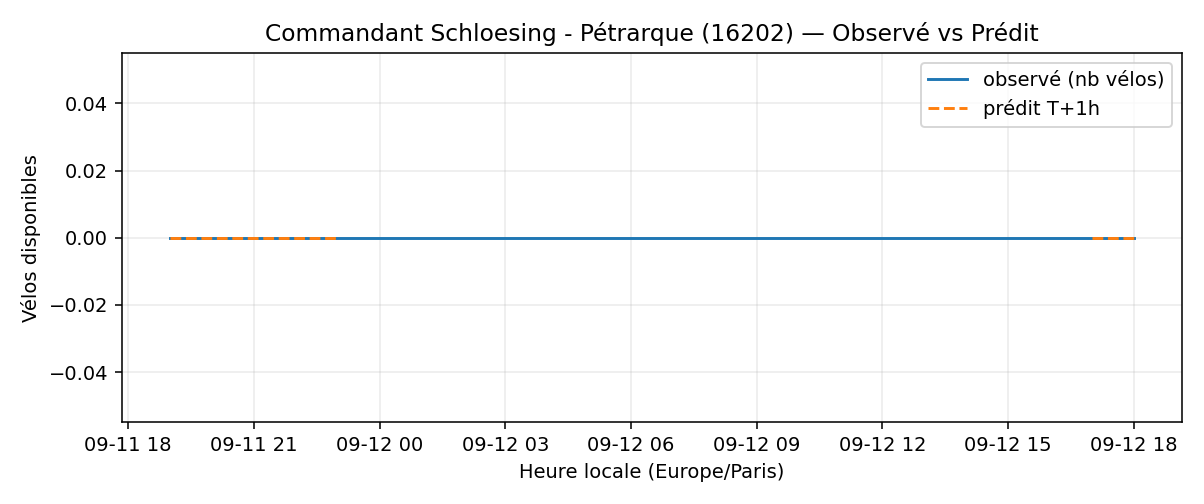 Commandant Schloesing - Pétrarque (16202) — Observé vs Prédit
observé (nb vélos)
prédit T+1h
Vélos disponibles
0.04
0.02
0.00
−0.02
−0.04
09-11 18 09-11 21 09-12 00 09-12 03 09-12 06 09-12 09 09-12 12 09-12 15 09-12 18
Heure locale (Europe/Paris)